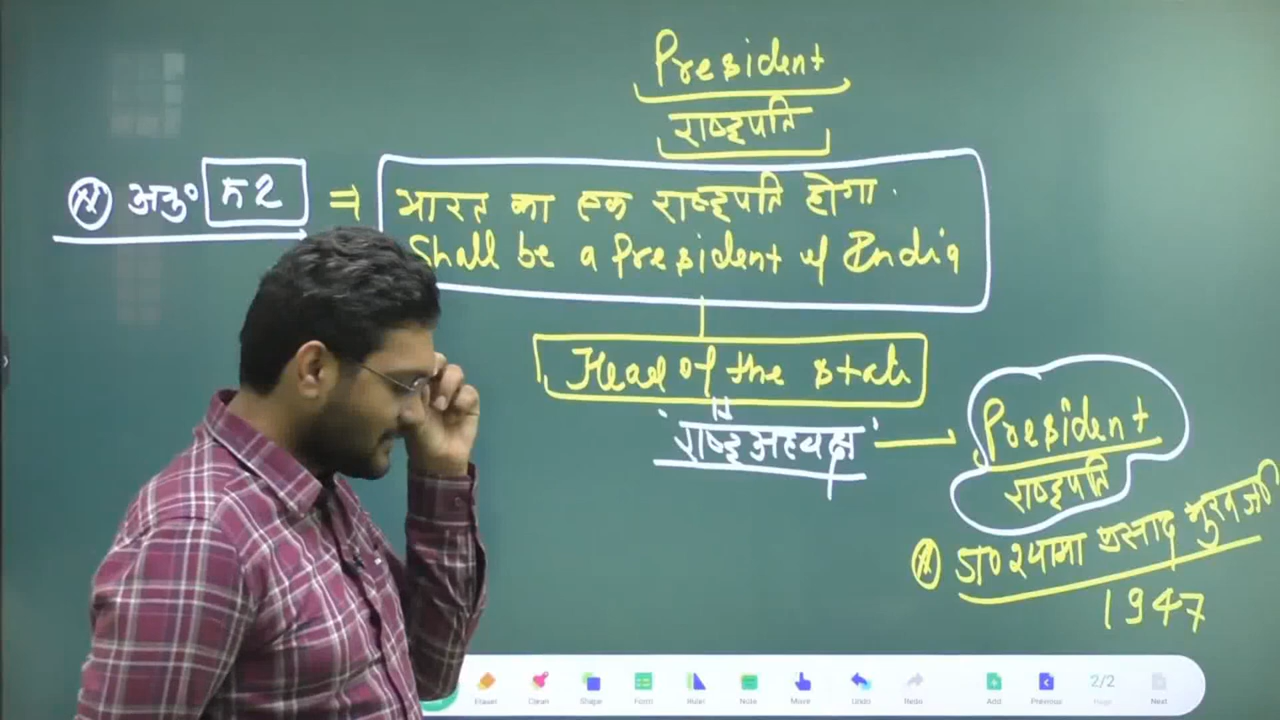 President
राष्ट्रपति
अनु० 52 ⇒ भारत का एक राष्ट्रपति होगा.
Shall be a President of India
Head of the State
'राष्ट्र अध्यक्ष' — President
राष्ट्रपति
डा० श्यामा प्रसाद मुखर्जी
1947
Eraser Clean Shape Form Ruler Note Move Undo Redo Add Previous 2/2 Page Next